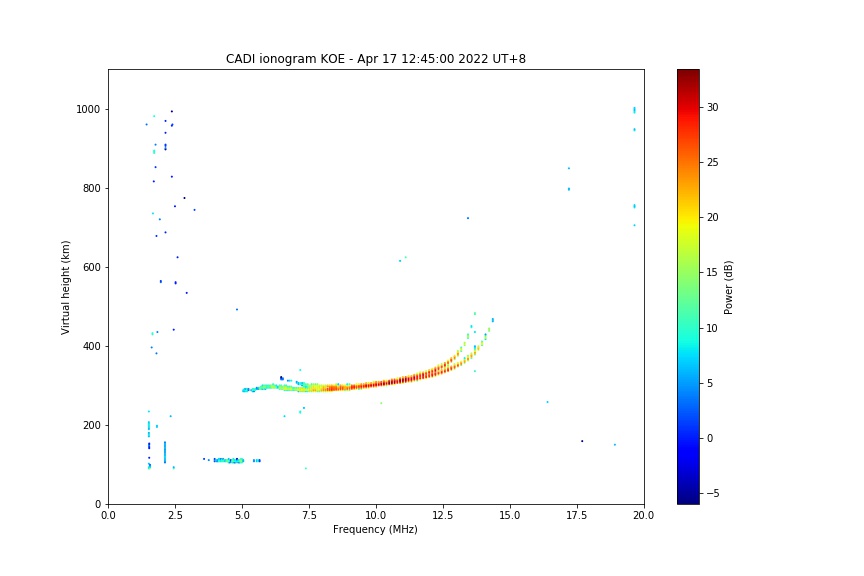 CADI ionogram KOE - Apr 17 12:45:00 2022 UT+8
1000
800
600
400
200
0
Virtual height (km)
0.0 2.5 5.0 7.5 10.0 12.5 15.0 17.5 20.0
Frequency (MHz)
30
25
20
15
10
5
0
−5
Power (dB)